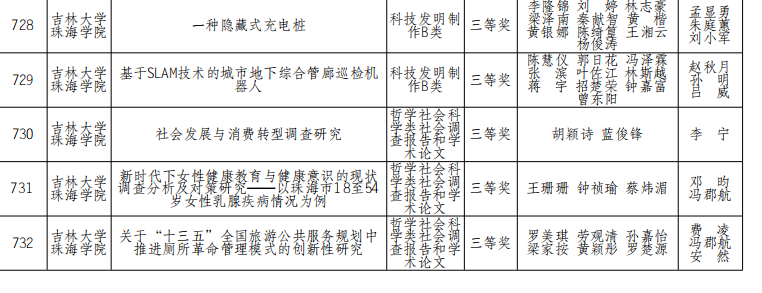 728 吉林大学珠海学院 一种隐藏式充电桩 科技发明制作B类 三等奖 李隆锦 刘婷 林志豪 梁泽南 秦献智 黄楷 黄银娜 陈绮萱 王湘云 杨俊涛 孟显勇 朱庭蕙 刘小军
729 吉林大学珠海学院 基于SLAM技术的城市地下综合管廊巡检机器人 科技发明制作B类 三等奖 陈慧仪 郭日花 冯泽霖 张滨 叶佐江 林斯越 蒋宇 招楚荣 钟嘉富 曾东阳 赵秋月 孙明 吕威
730 吉林大学珠海学院 社会发展与消费转型调查研究 哲学社会科学类社会调查报告和学术论文 三等奖 胡颖诗 蓝俊锋 李宁
731 吉林大学珠海学院 新时代下女性健康教育与健康意识的现状调查分析及对策研究——以珠海市18至54岁女性乳腺疾病情况为例 哲学社会科学类社会调查报告和学术论文 三等奖 王珊珊 钟祯瑜 蔡炜湄 邓昀 冯郡航
732 吉林大学珠海学院 关于“十三五”全国旅游公共服务规划中推进厕所革命管理模式的创新性研究 哲学社会科学类社会调查报告和学术论文 三等奖 罗美琪 劳观清 孙嘉怡 梁家按 黄颖彤 罗楚源 费凌 冯郡航 安然